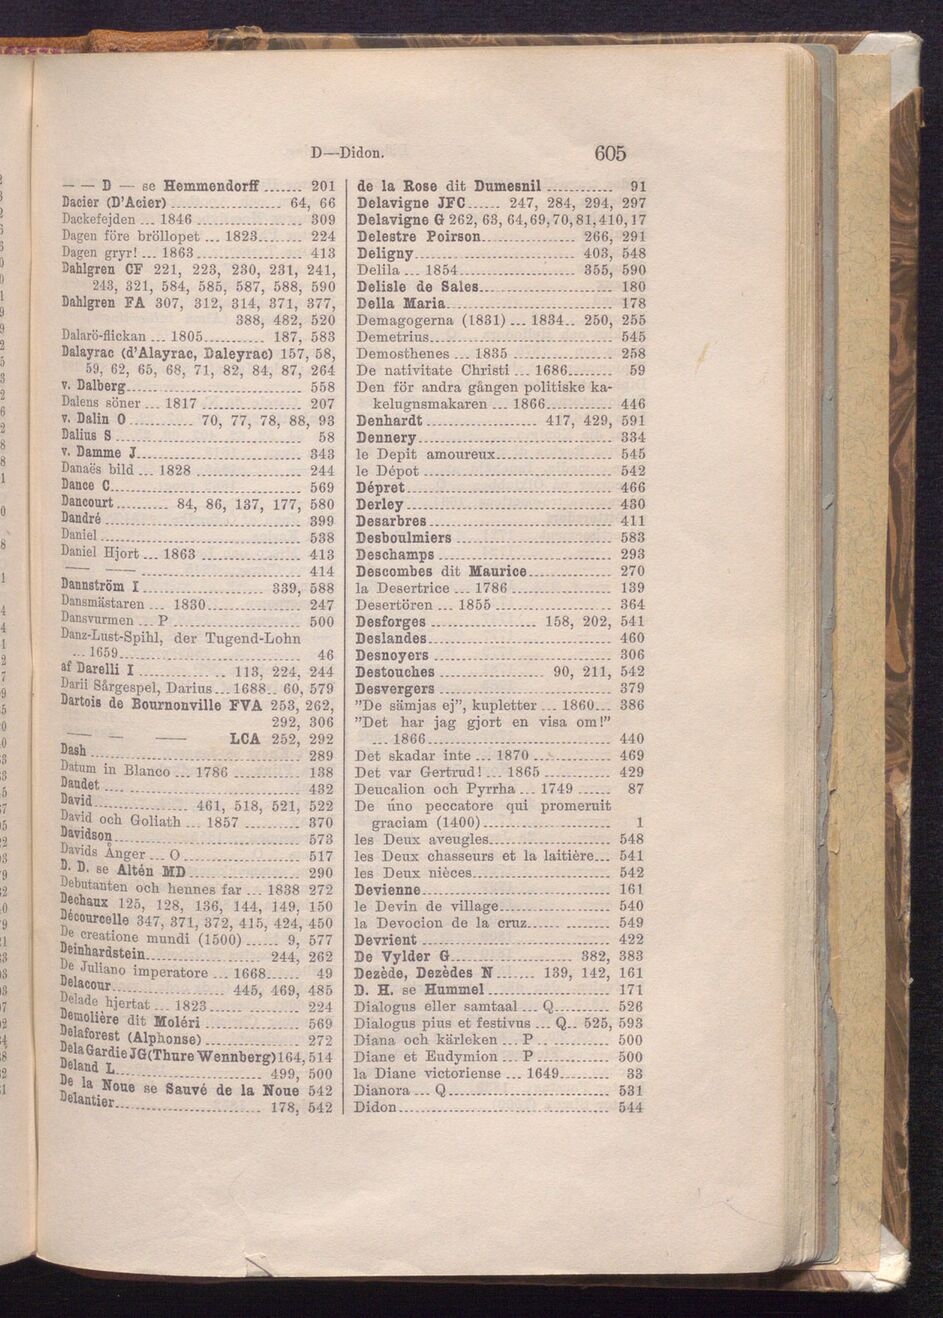 D—Didon. 605
— — D — se Hemmendorff ....... 201
Dacier (D'Acier) ................... 64, 66
Dackefejden ... 1846 .................. 309
Dagen före bröllopet ... 1823........ 224
Dagen gryr! ... 1863 .................. 413
Dahlgren CF 221, 223, 230, 231, 241,
243, 321, 584, 585, 587, 588, 590
Dahlgren FA 307, 312, 314, 371, 377,
388, 482, 520
Dalarö-flickan ... 1805........... 187, 583
Dalayrac (d'Alayrac, Daleyrac) 157, 58,
59, 62, 65, 68, 71, 82, 84, 87, 264
v. Dalberg.............................. 558
Dalens söner ... 1817 ................. 207
v. Dalin O ........... 70, 77, 78, 88, 93
Dalius S ................................ 58
v. Damme J............................ 343
Danaës bild ... 1828 .................. 244
Dance C................................ 569
Dancourt ......... 84, 86, 137, 177, 580
Dandré ................................. 399
Daniel .................................. 538
Daniel Hjort ... 1863 ................. 413
— — ........................... 414
Dannström I..................... 339, 588
Dansmästaren ... 1830................ 247
Dansvurmen ... P ..................... 500
Danz-Lust-Spihl, der Tugend-Lohn
... 1659................................ 46
af Darelli I ............... 113, 224, 244
Darii Sårgespel, Darius... 1688.. 60, 579
Dartois de Bournonville FVA 253, 262,
292, 306
— — — LCA 252, 292
Dash .................................... 289
Datum in Blanco ... 1786 ............ 138
Daudet ................................. 432
David..................... 461, 518, 521, 522
David och Goliath ... 1857 .......... 370
Davidson............................... 573
Davids Ånger ... O.................... 517
D. D. se Altén MD ................... 290
Debutanten och hennes far ... 1838 272
Dechaux 125, 128, 136, 144, 149, 150
Décourcelle 347, 371, 372, 415, 424, 450
De creatione mundi (1500) ...... 9, 577
Deinhardstein..................... 244, 262
De Juliano imperatore ... 1668...... 49
Delacour.................... 445, 469, 485
Delade hjertat ... 1823 ............... 224
Demolière dit Moléri ................. 569
Delaforest (Alphonse)................. 272
De la Gardie JG (Thure Wennberg) 164, 514
Deland L......................... 499, 500
De la Noue se Sauvé de la Noue 542
Delantier......................... 178, 542
de la Rose dit Dumesnil ........... 91
Delavigne JFC...... 247, 284, 294, 297
Delavigne G 262, 63, 64, 69, 70, 81, 410, 17
Delestre Poirson................ 266, 291
Deligny........................... 403, 548
Delila ... 1854.................... 355, 590
Delisle de Sales....................... 180
Della Maria............................ 178
Demagogerna (1831) ... 1834.. 250, 255
Demetrius............................... 545
Demosthenes ... 1835 ................ 258
De nativitate Christi ... 1686........ 59
Den för andra gången politiske ka-
kelugnsmakaren ... 1866........... 446
Denhardt ................... 417, 429, 591
Dennery................................ 334
le Depit amoureux.................... 545
le Dépot ............................... 542
Dépret.................................. 466
Derley.................................. 430
Desarbres.............................. 411
Desboulmiers .......................... 583
Deschamps ............................ 293
Descombes dit Maurice.............. 270
la Desertrice ... 1786 ................. 139
Desertören ... 1855 ................... 364
Desforges .................. 158, 202, 541
Deslandes.............................. 460
Desnoyers ............................. 306
Destouches ................... 90, 211, 542
Desvergers ............................ 379
"De sämjas ej", kupletter ... 1860... 386
"Det har jag gjort en visa om!"
... 1866............................... 440
Det skadar inte ... 1870 ............. 469
Det var Gertrud! ... 1865 ........... 429
Deucalion och Pyrrha ... 1749 ...... 87
De úno peccatore qui promeruit
graciam (1400)...................... 1
les Deux aveugles..................... 548
les Deux chasseurs et la laitière... 541
les Deux nièces........................ 542
Devienne............................... 161
le Devin de village.................... 540
la Devocion de la cruz............... 549
Devrient ............................... 422
De Vylder G..................... 382, 383
Dezède, Dezèdes N ....... 139, 142, 161
D. H. se Hummel .................... 171
Dialogus eller samtaal ... Q......... 526
Dialogus pius et festivus ... Q.. 525, 593
Diana och kärleken ... P ............ 500
Diane et Eudymion ... P ............ 500
la Diane victoriense ... 1649......... 33
Dianora ... Q........................... 531
Didon................................... 544